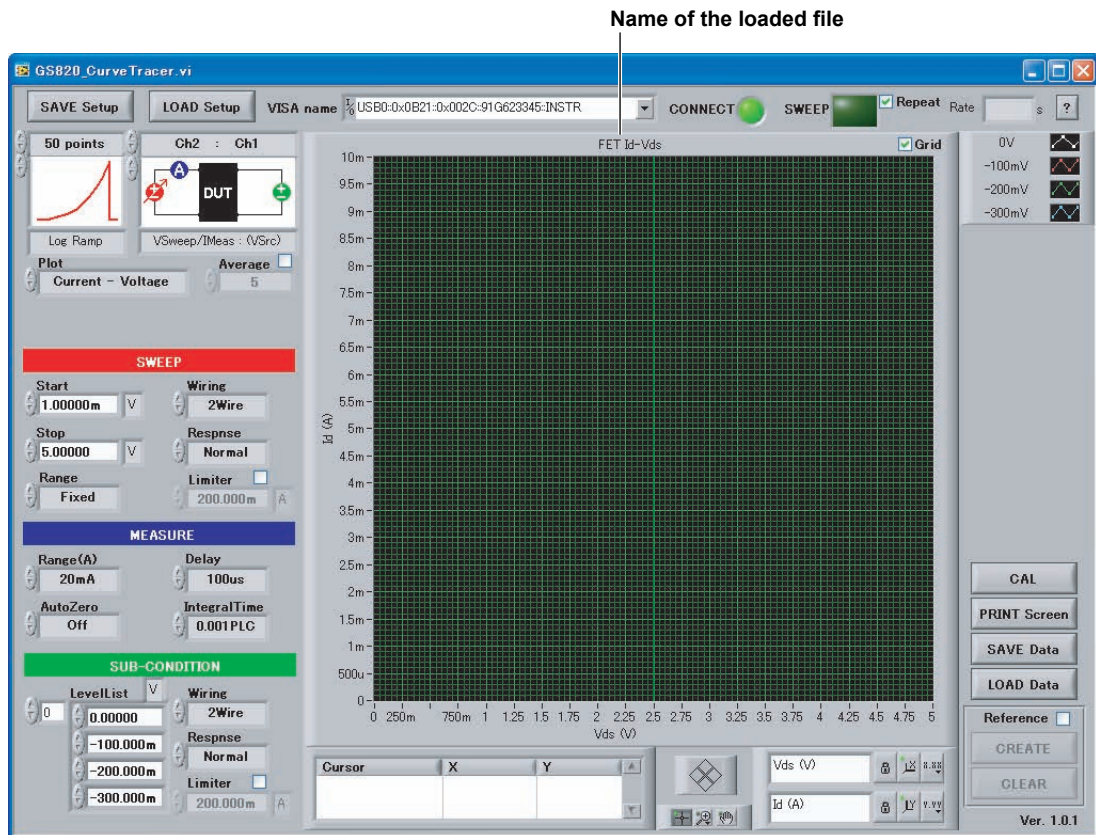 Name of the loaded file
GS820_CurveTracer.vi
SAVE Setup
LOAD Setup
VISA name
USB0::0x0B21::0x002C::91G623345::INSTR
CONNECT
SWEEP
Repeat
Rate
s
?
50 points
Ch2 : Ch1
A
DUT
Log Ramp
VSweep/IMeas : (VSrc)
Plot
Current - Voltage
Average
5
SWEEP
Start
1.00000m
V
Wiring
2Wire
Stop
5.00000
V
Respnse
Normal
Range
Fixed
Limiter
200.000m
A
MEASURE
Range(A)
20mA
Delay
100us
AutoZero
Off
IntegralTime
0.001PLC
SUB-CONDITION
LevelList
V
0
0.00000
-100.000m
-200.000m
-300.000m
Wiring
2Wire
Respnse
Normal
Limiter
200.000m
A
FET Id-Vds
Grid
10m
9.5m
9m
8.5m
8m
7.5m
7m
6.5m
6m
5.5m
5m
4.5m
4m
3.5m
3m
2.5m
2m
1.5m
1m
500u
0
Id (A)
0 250m 750m 1 1.25 1.5 1.75 2 2.25 2.5 2.75 3 3.25 3.5 3.75 4 4.25 4.5 4.75 5
Vds (V)
Cursor X Y
Vds (V)
X
X.XX
Id (A)
Y
Y.YY
0V
-100mV
-200mV
-300mV
CAL
PRINT Screen
SAVE Data
LOAD Data
Reference
CREATE
CLEAR
Ver. 1.0.1